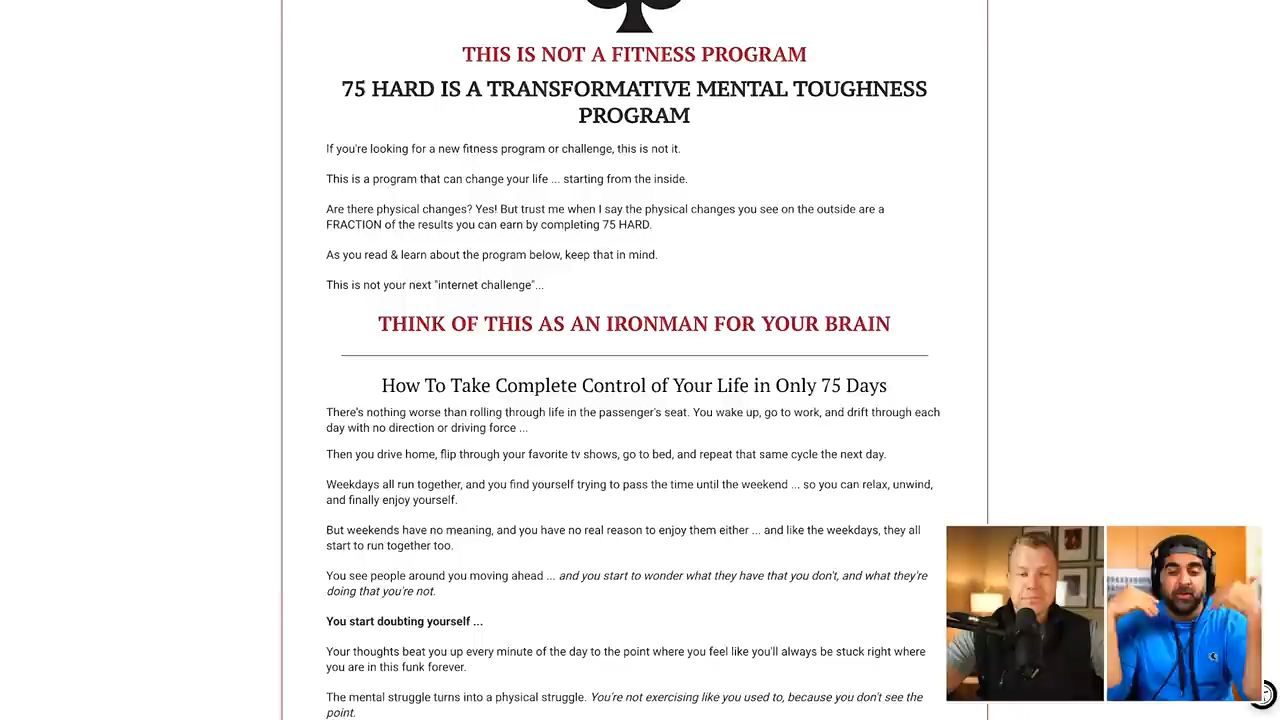 THIS IS NOT A FITNESS PROGRAM
75 HARD IS A TRANSFORMATIVE MENTAL TOUGHNESS
PROGRAM
If you're looking for a new fitness program or challenge, this is not it.
This is a program that can change your life ... starting from the inside.
Are there physical changes? Yes! But trust me when I say the physical changes you see on the outside are a
FRACTION of the results you can earn by completing 75 HARD.
As you read & learn about the program below, keep that in mind.
This is not your next "internet challenge"...
THINK OF THIS AS AN IRONMAN FOR YOUR BRAIN
How To Take Complete Control of Your Life in Only 75 Days
There's nothing worse than rolling through life in the passenger's seat. You wake up, go to work, and drift through each
day with no direction or driving force ...
Then you drive home, flip through your favorite tv shows, go to bed, and repeat that same cycle the next day.
Weekdays all run together, and you find yourself trying to pass the time until the weekend ... so you can relax, unwind,
and finally enjoy yourself.
But weekends have no meaning, and you have no real reason to enjoy them either ... and like the weekdays, they all
start to run together too.
You see people around you moving ahead ... and you start to wonder what they have that you don't, and what they're
doing that you're not.
You start doubting yourself ...
Your thoughts beat you up every minute of the day to the point where you feel like you'll always be stuck right where
you are in this funk forever.
The mental struggle turns into a physical struggle. You're not exercising like you used to, because you don't see the
point.